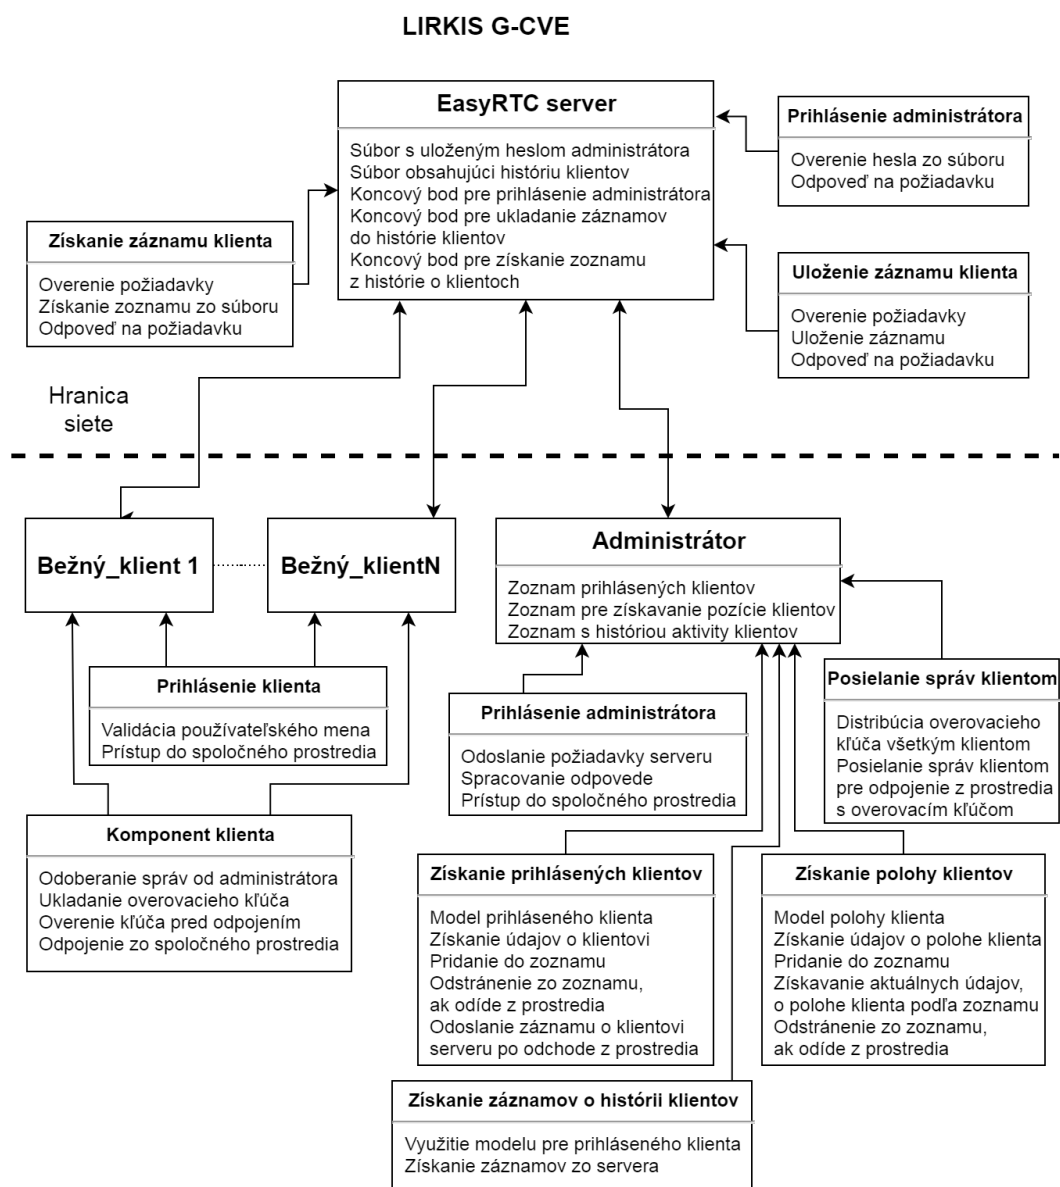 LIRKIS G-CVE
EasyRTC server
Súbor s uloženým heslom administrátora
Súbor obsahujúci históriu klientov
Koncový bod pre prihlásenie administrátora
Koncový bod pre ukladanie záznamov
do histórie klientov
Koncový bod pre získanie zoznamu
z histórie o klientoch
Prihlásenie administrátora
Overenie hesla zo súboru
Odpoveď na požiadavku
Získanie záznamu klienta
Overenie požiadavky
Získanie zoznamu zo súboru
Odpoveď na požiadavku
Uloženie záznamu klienta
Overenie požiadavky
Uloženie záznamu
Odpoveď na požiadavku
Hranica
siete
Bežný_klient 1
Bežný_klientN
Administrátor
Zoznam prihlásených klientov
Zoznam pre získavanie pozície klientov
Zoznam s históriou aktivity klientov
Prihlásenie klienta
Validácia používateľského mena
Prístup do spoločného prostredia
Prihlásenie administrátora
Odoslanie požiadavky serveru
Spracovanie odpovede
Prístup do spoločného prostredia
Posielanie správ klientom
Distribúcia overovacieho
kľúča všetkým klientom
Posielanie správ klientom
pre odpojenie z prostredia
s overovacím kľúčom
Komponent klienta
Odoberanie správ od administrátora
Ukladanie overovacieho kľúča
Overenie kľúča pred odpojením
Odpojenie zo spoločného prostredia
Získanie prihlásených klientov
Model prihláseného klienta
Získanie údajov o klientovi
Pridanie do zoznamu
Odstránenie zo zoznamu,
ak odíde z prostredia
Odoslanie záznamu o klientovi
serveru po odchode z prostredia
Získanie polohy klientov
Model polohy klienta
Získanie údajov o polohe klienta
Pridanie do zoznamu
Získavanie aktuálnych údajov,
o polohe klienta podľa zoznamu
Odstránenie zo zoznamu,
ak odíde z prostredia
Získanie záznamov o histórii klientov
Využitie modelu pre prihláseného klienta
Získanie záznamov zo servera